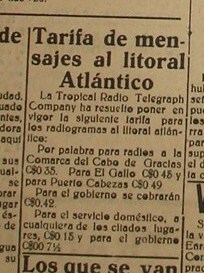 de
Tarifa de men-
sajes al litoral
Atlántico
La Tropical Radio Telegraph
Company ha resuelto poner en
vigor la siguiente tarifa para
los radiogramas al litoral atlán-
tico:
Por palabra para radios a la
Comarca del Cabo de Gracias
C$0.35. Para El Gallo C$0.48 y
para Puerto Cabezas C$0.49
Para el gobierno se cobrarán
C$0.42.
Para el servicio doméstico, a
cualquiera de los citados luga-
res, C$0.15 y para el gobierno
C$0.07½
Los que se van